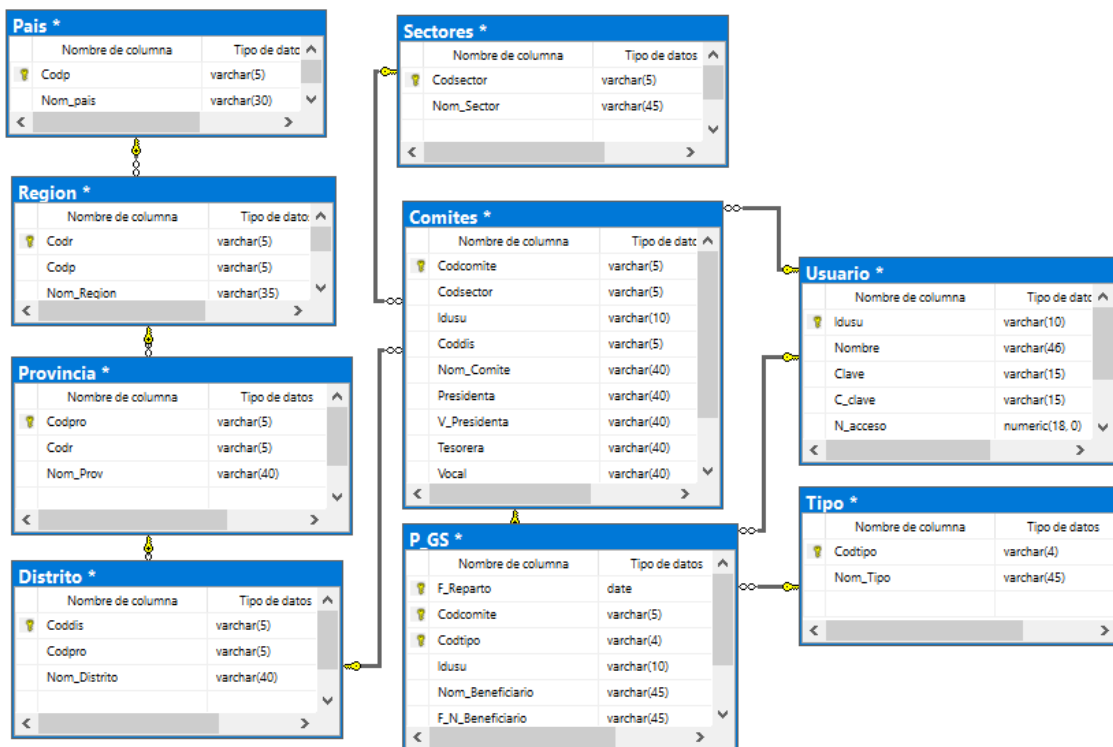 Pais *
Nombre de columna Tipo de datc
Codp varchar(5)
Nom_pais varchar(30)
Region *
Nombre de columna Tipo de dato:
Codr varchar(5)
Codp varchar(5)
Nom_Region varchar(35)
Provincia *
Nombre de columna Tipo de datos
Codpro varchar(5)
Codr varchar(5)
Nom_Prov varchar(40)
Distrito *
Nombre de columna Tipo de datos
Coddis varchar(5)
Codpro varchar(5)
Nom_Distrito varchar(40)
Sectores *
Nombre de columna Tipo de datos
Codsector varchar(5)
Nom_Sector varchar(45)
Comites *
Nombre de columna Tipo de datc
Codcomite varchar(5)
Codsector varchar(5)
Idusu varchar(10)
Coddis varchar(5)
Nom_Comite varchar(40)
Presidenta varchar(40)
V_Presidenta varchar(40)
Tesorera varchar(40)
Vocal varchar(40)
P_GS *
Nombre de columna Tipo de datos
F_Reparto date
Codcomite varchar(5)
Codtipo varchar(4)
Idusu varchar(10)
Nom_Beneficiario varchar(45)
F_N_Beneficiario varchar(45)
Usuario *
Nombre de columna Tipo de datc
Idusu varchar(10)
Nombre varchar(46)
Clave varchar(15)
C_clave varchar(15)
N_acceso numeric(18, 0)
Tipo *
Nombre de columna Tipo de datos
Codtipo varchar(4)
Nom_Tipo varchar(45)